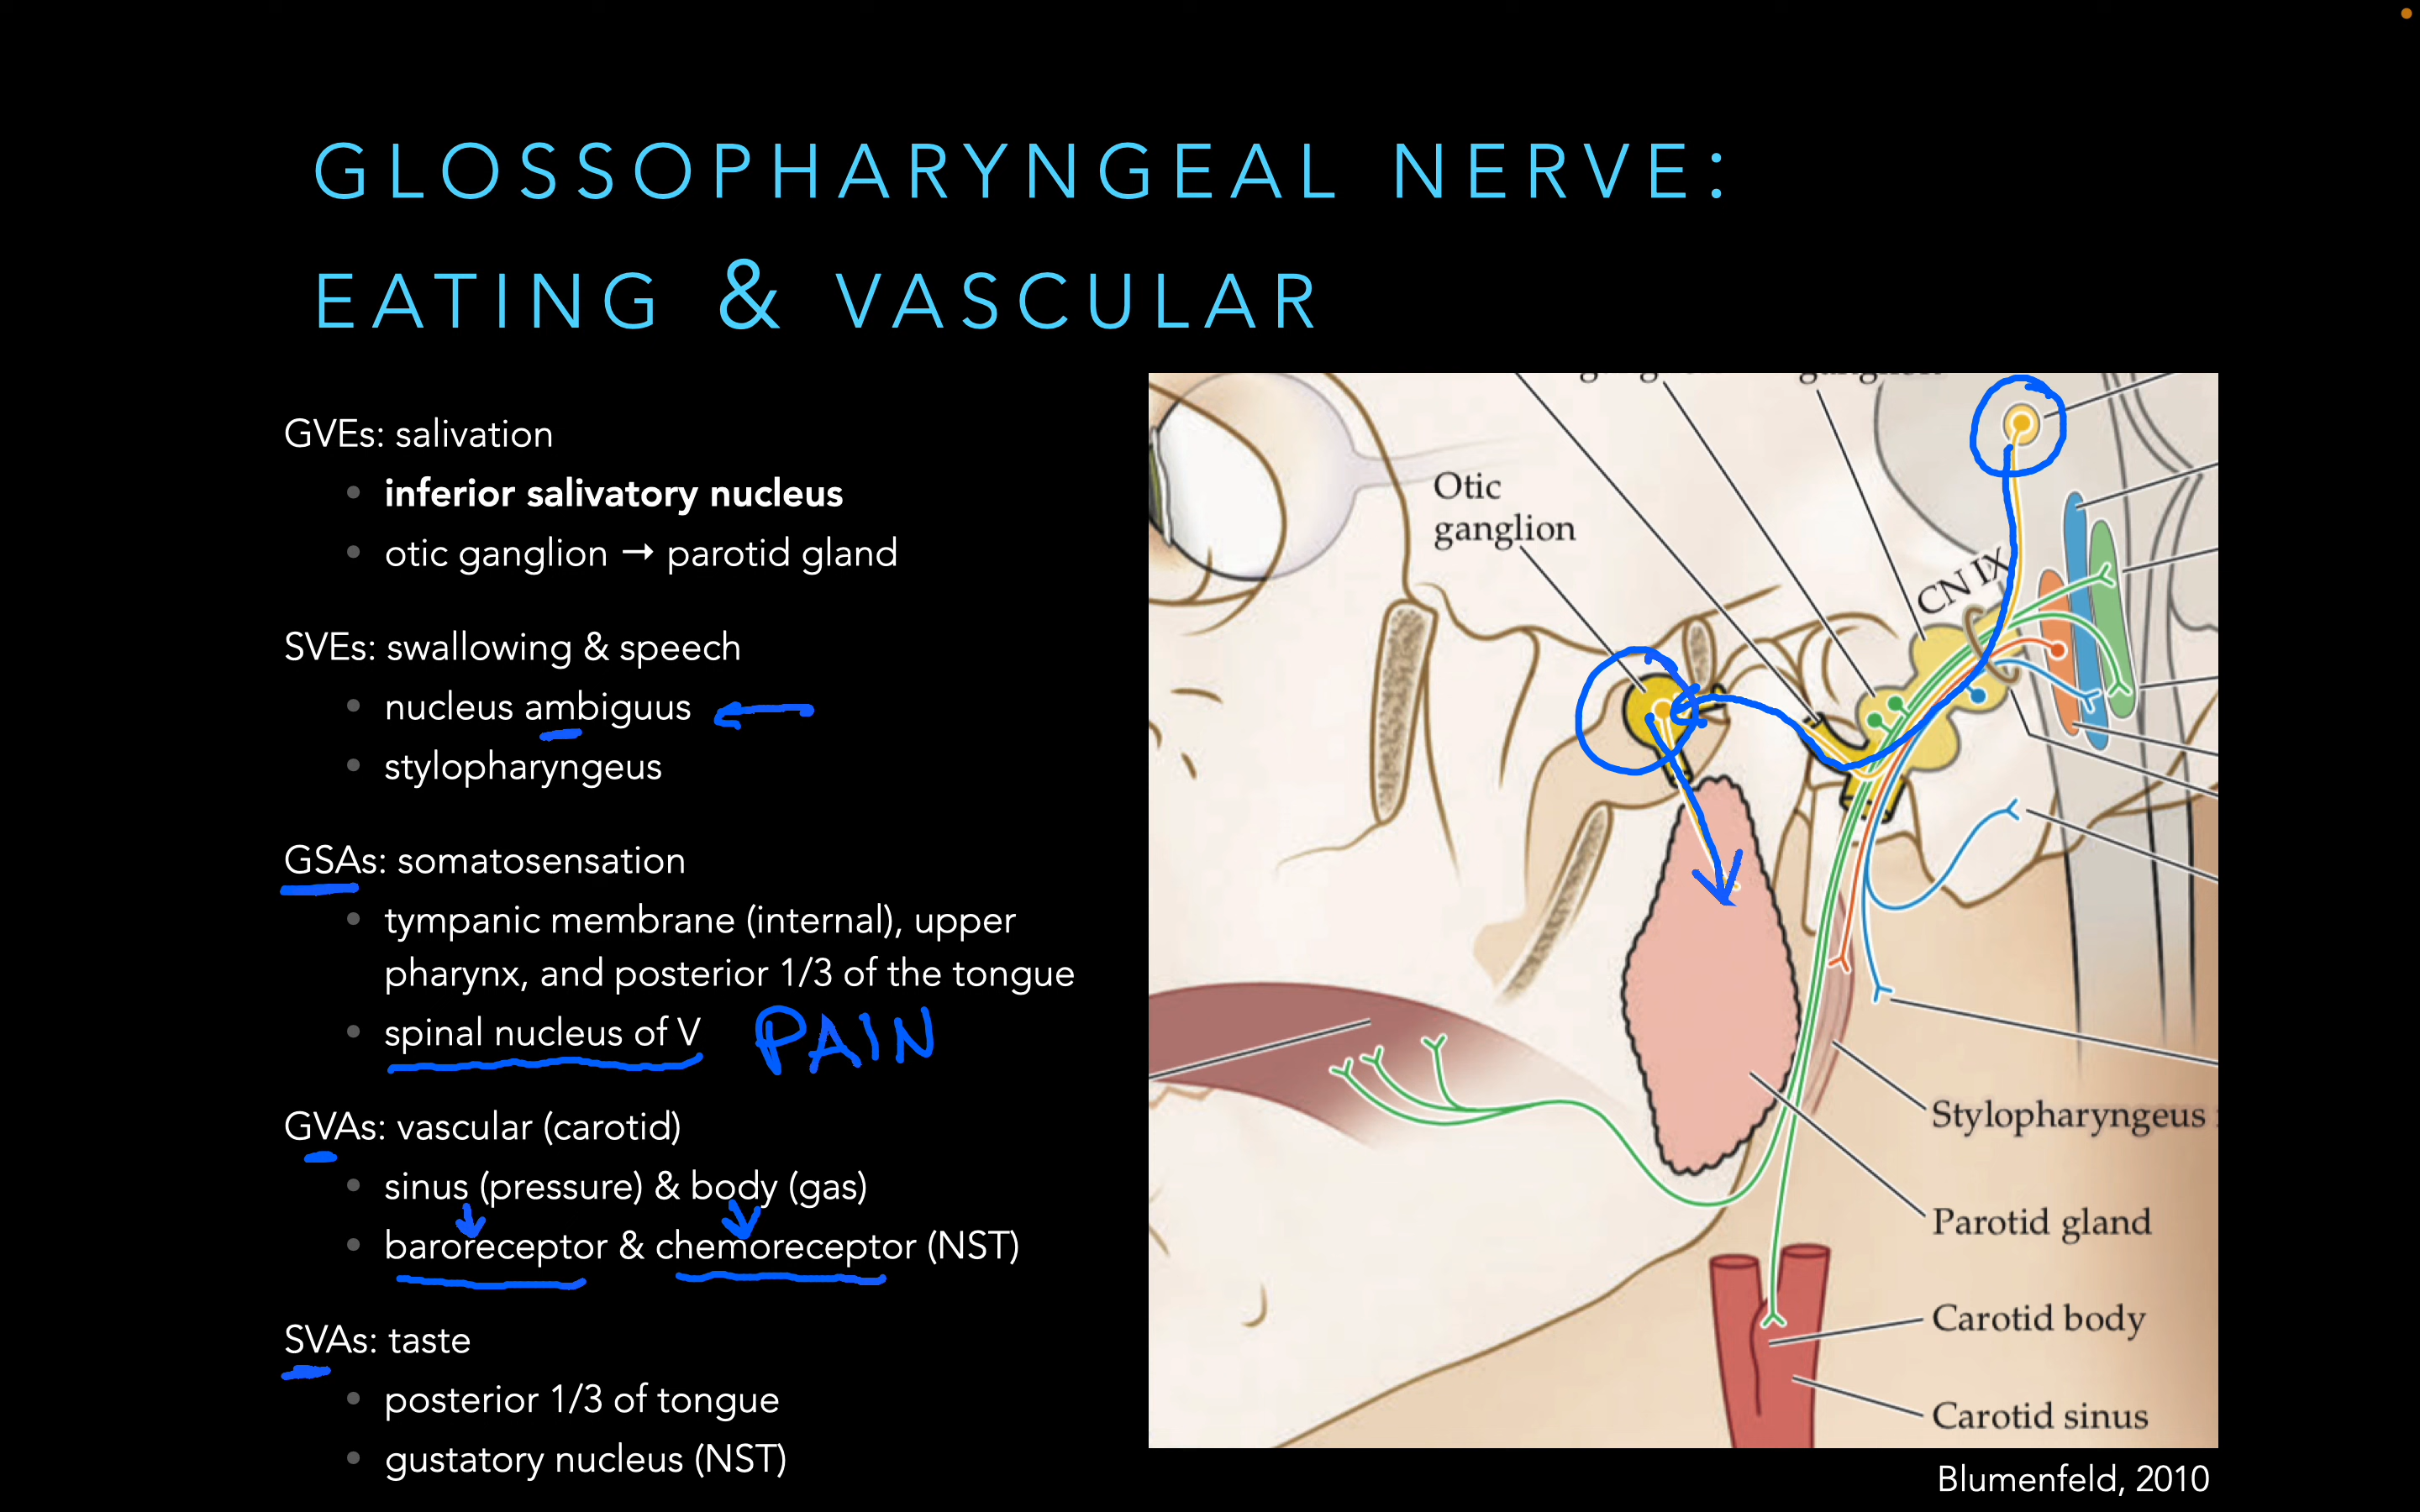 GLOSSOPHARYNGEAL NERVE:
EATING & VASCULAR
GVEs: salivation
• inferior salivatory nucleus
• otic ganglion → parotid gland
SVEs: swallowing & speech
• nucleus ambiguus
• stylopharyngeus
GSAs: somatosensation
• tympanic membrane (internal), upper
pharynx, and posterior 1/3 of the tongue
• spinal nucleus of V PAIN
GVAs: vascular (carotid)
• sinus (pressure) & body (gas)
• baroreceptor & chemoreceptor (NST)
SVAs: taste
• posterior 1/3 of tongue
• gustatory nucleus (NST)
Otic
ganglion
CN IX
Stylopharyngeus
Parotid gland
Carotid body
Carotid sinus
Blumenfeld, 2010